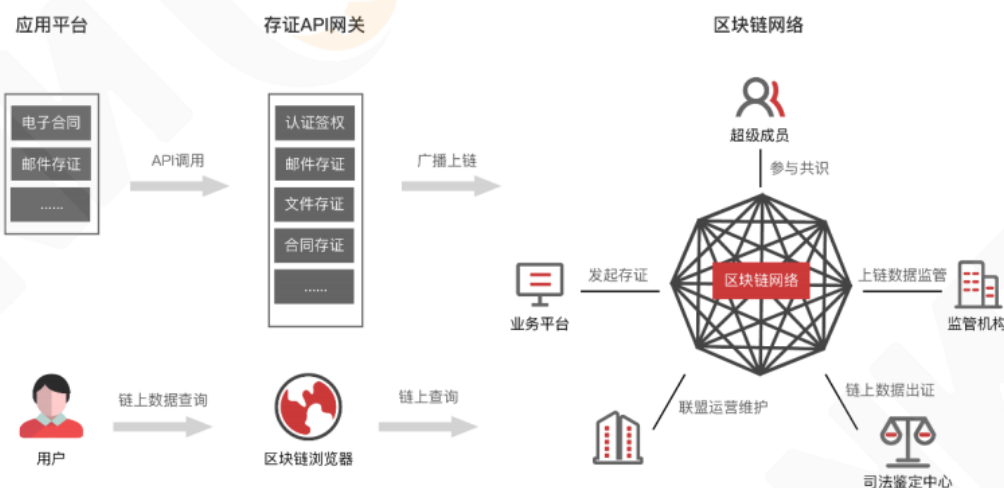 应用平台
存证API网关
区块链网络
电子合同
邮件存证
......
API调用
认证签权
邮件存证
文件存证
合同存证
......
广播上链
超级成员
参与共识
区块链网络
发起存证
业务平台
上链数据监管
监管机构
联盟运营维护
链上数据出证
司法鉴定中心
用户
链上数据查询
区块链浏览器
链上查询